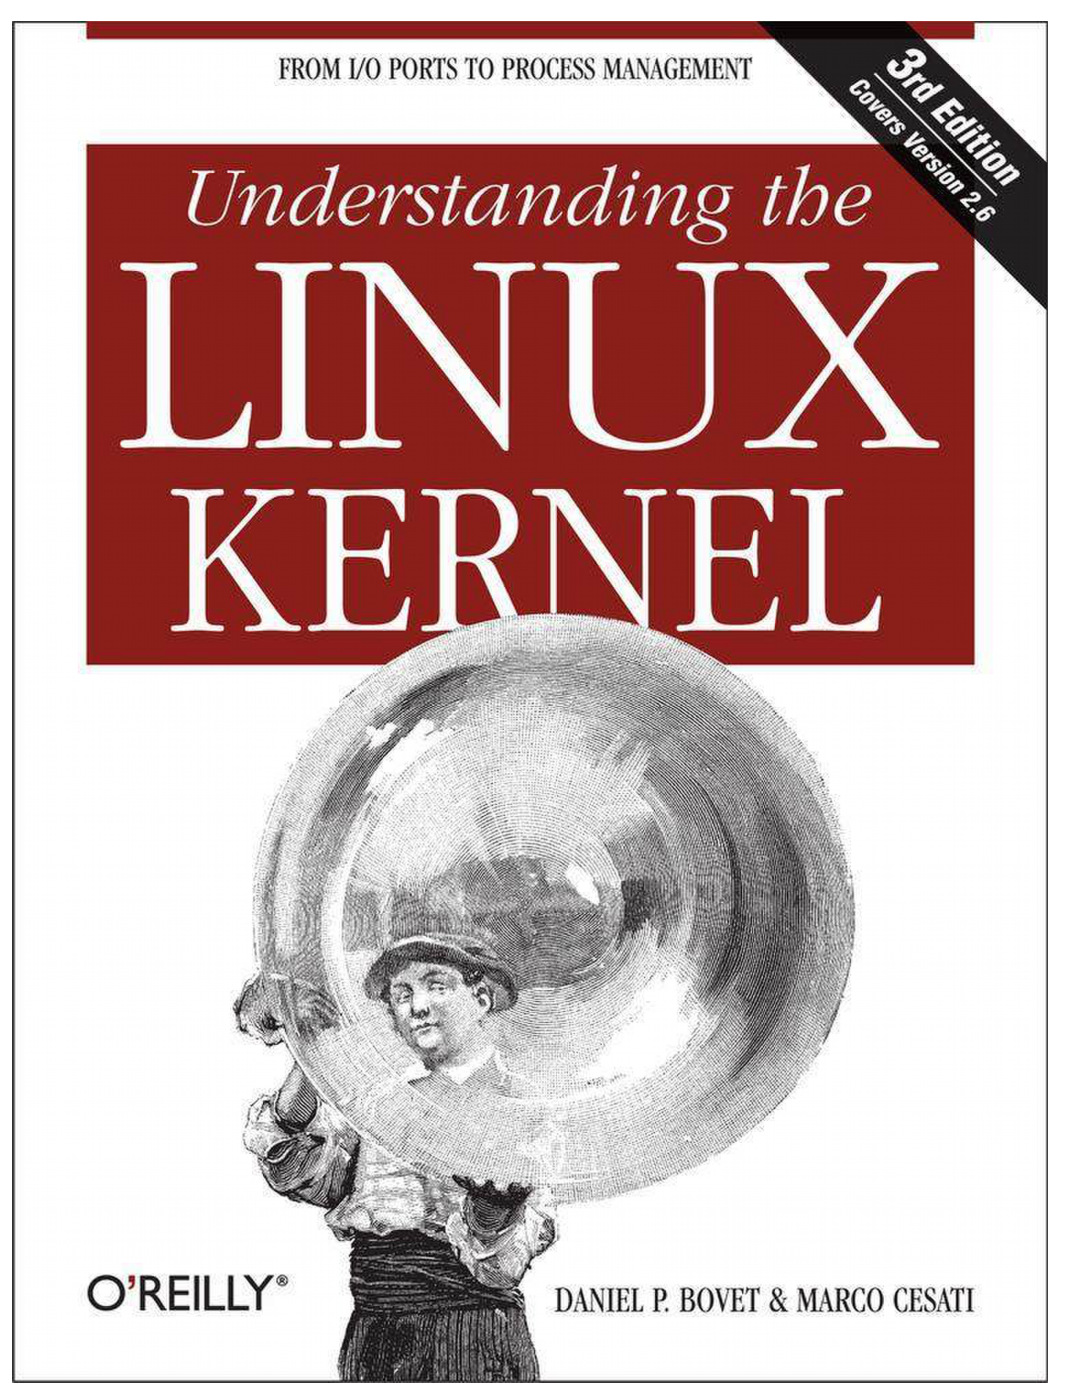 FROM I/O PORTS TO PROCESS MANAGEMENT
3rd Edition
Covers Version 2.6
Understanding the
LINUX
KERNEL
O'REILLY®
DANIEL P. BOVET & MARCO CESATI